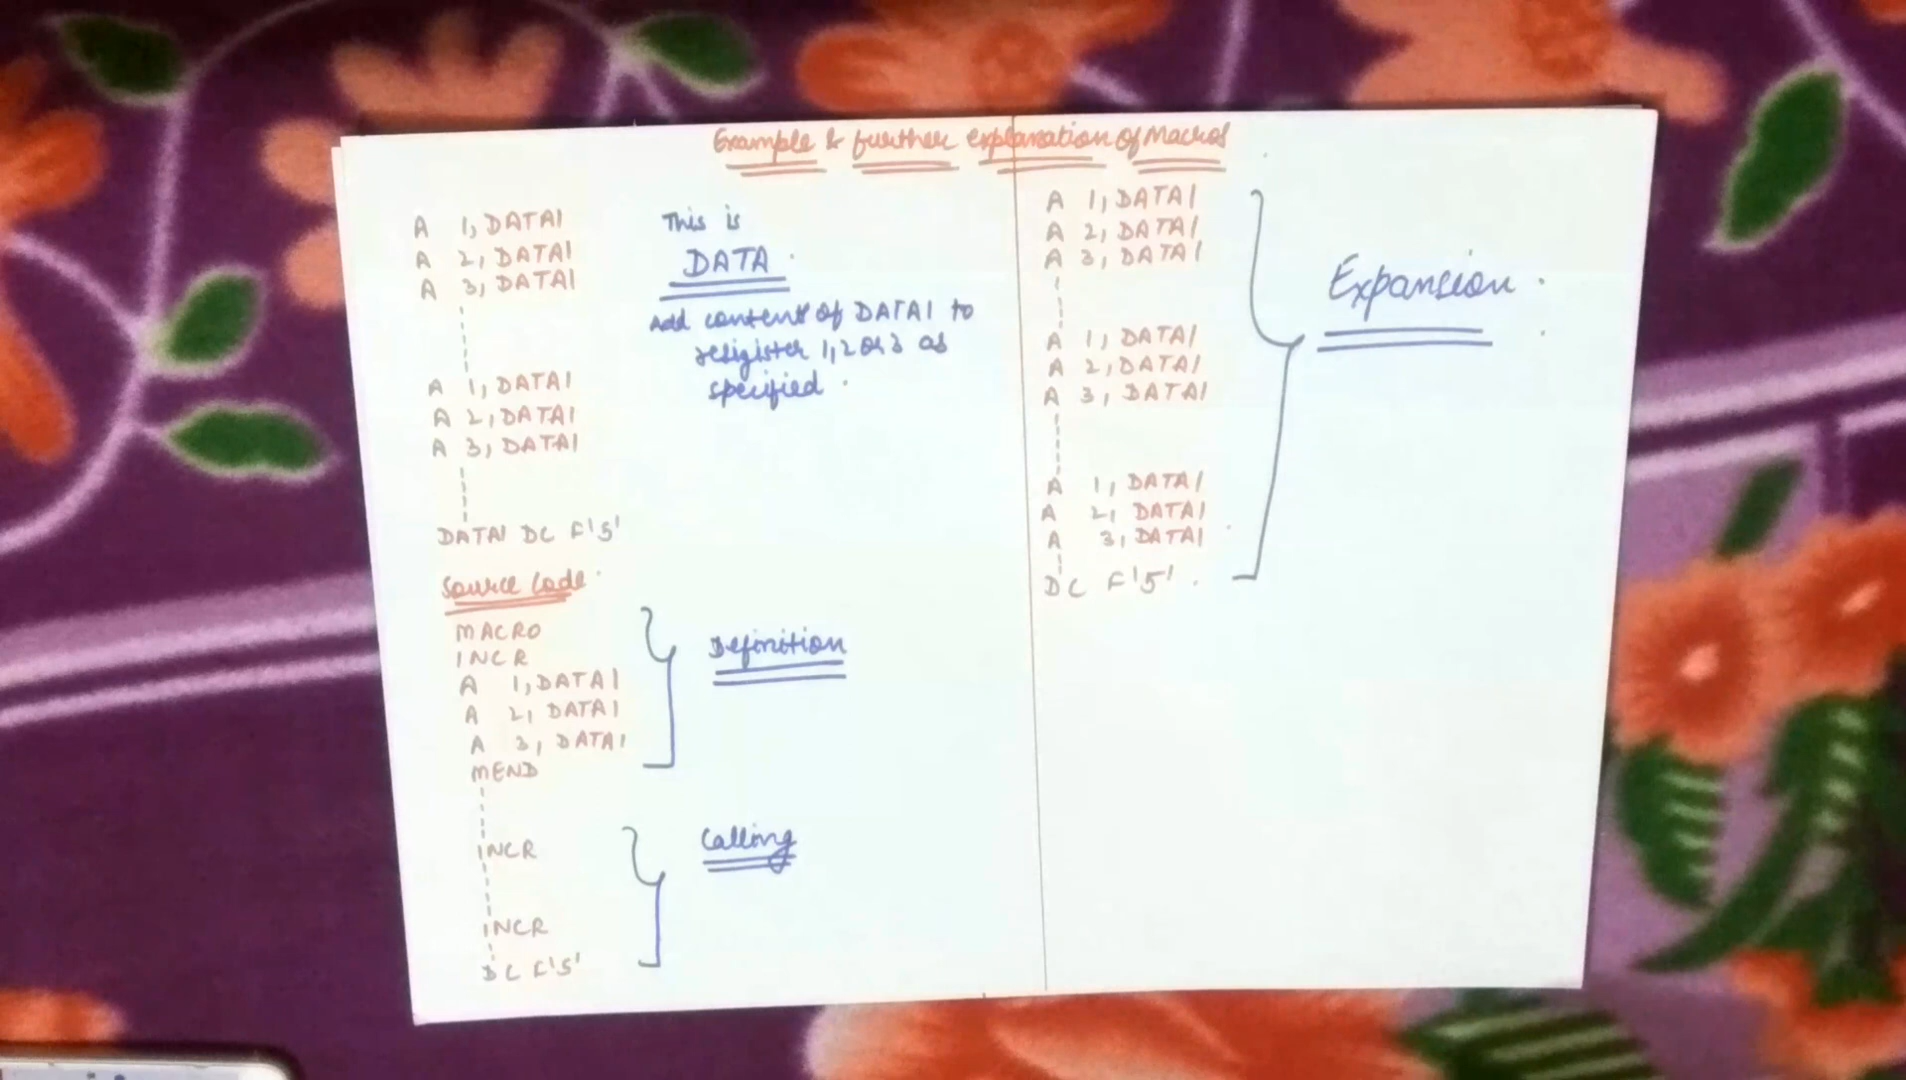 Example & further explanation of Macros
A 1, DATA1
A 2, DATA1
A 3, DATA1
A 1, DATA1
A 2, DATA1
A 3, DATA1
DATA1 DC F'5'
This is
DATA.
Add content of DATA1 to
register 1, 2 or 3 as
specified.
Source Code.
MACRO
INCR
A 1, DATA1
A 2, DATA1
A 3, DATA1
MEND
Definition
INCR
INCR
DC F'5'
Calling
A 1, DATA1
A 2, DATA1
A 3, DATA1
A 1, DATA1
A 2, DATA1
A 3, DATA1
A 1, DATA1
A 2, DATA1
A 3, DATA1
DC F'5'.
Expansion.